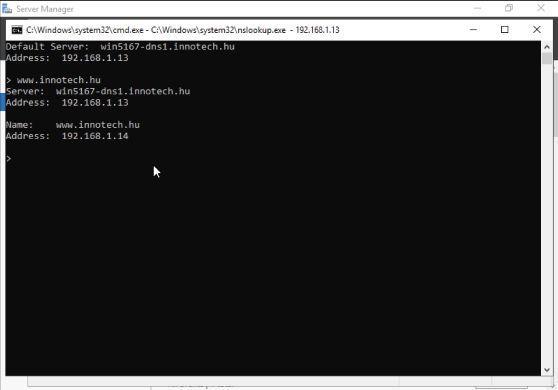 Server Manager
C:\Windows\system32\cmd.exe - C:\Windows\system32\nslookup.exe - 192.168.1.13
Default Server:  win5167-dns1.innotech.hu
Address:  192.168.1.13
> www.innotech.hu
Server:  win5167-dns1.innotech.hu
Address:  192.168.1.13
Name:    www.innotech.hu
Address:  192.168.1.14
>